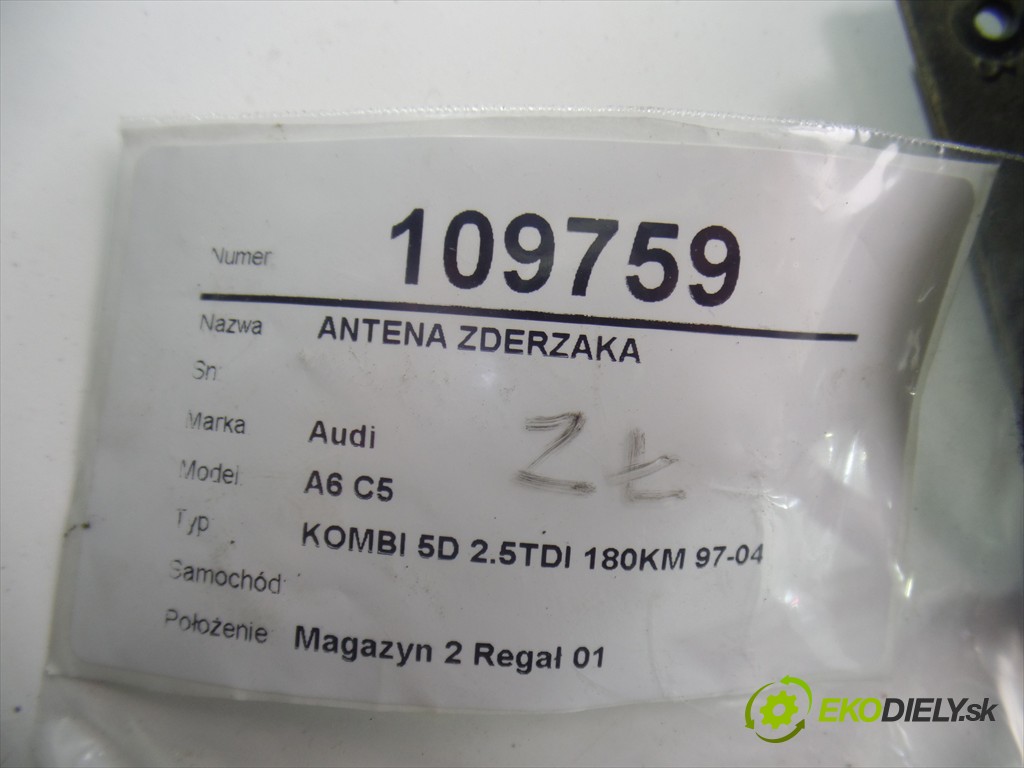 Numer: 109759
Nazwa ANTENA ZDERZAKA
Sn:
Marka: Audi
ZŁ
Model: A6 C5
Typ: KOMBI 5D 2.5TDI 180KM 97-04
Samochód:
Położenie: Magazyn 2 Regał 01
EKODIELY.sk